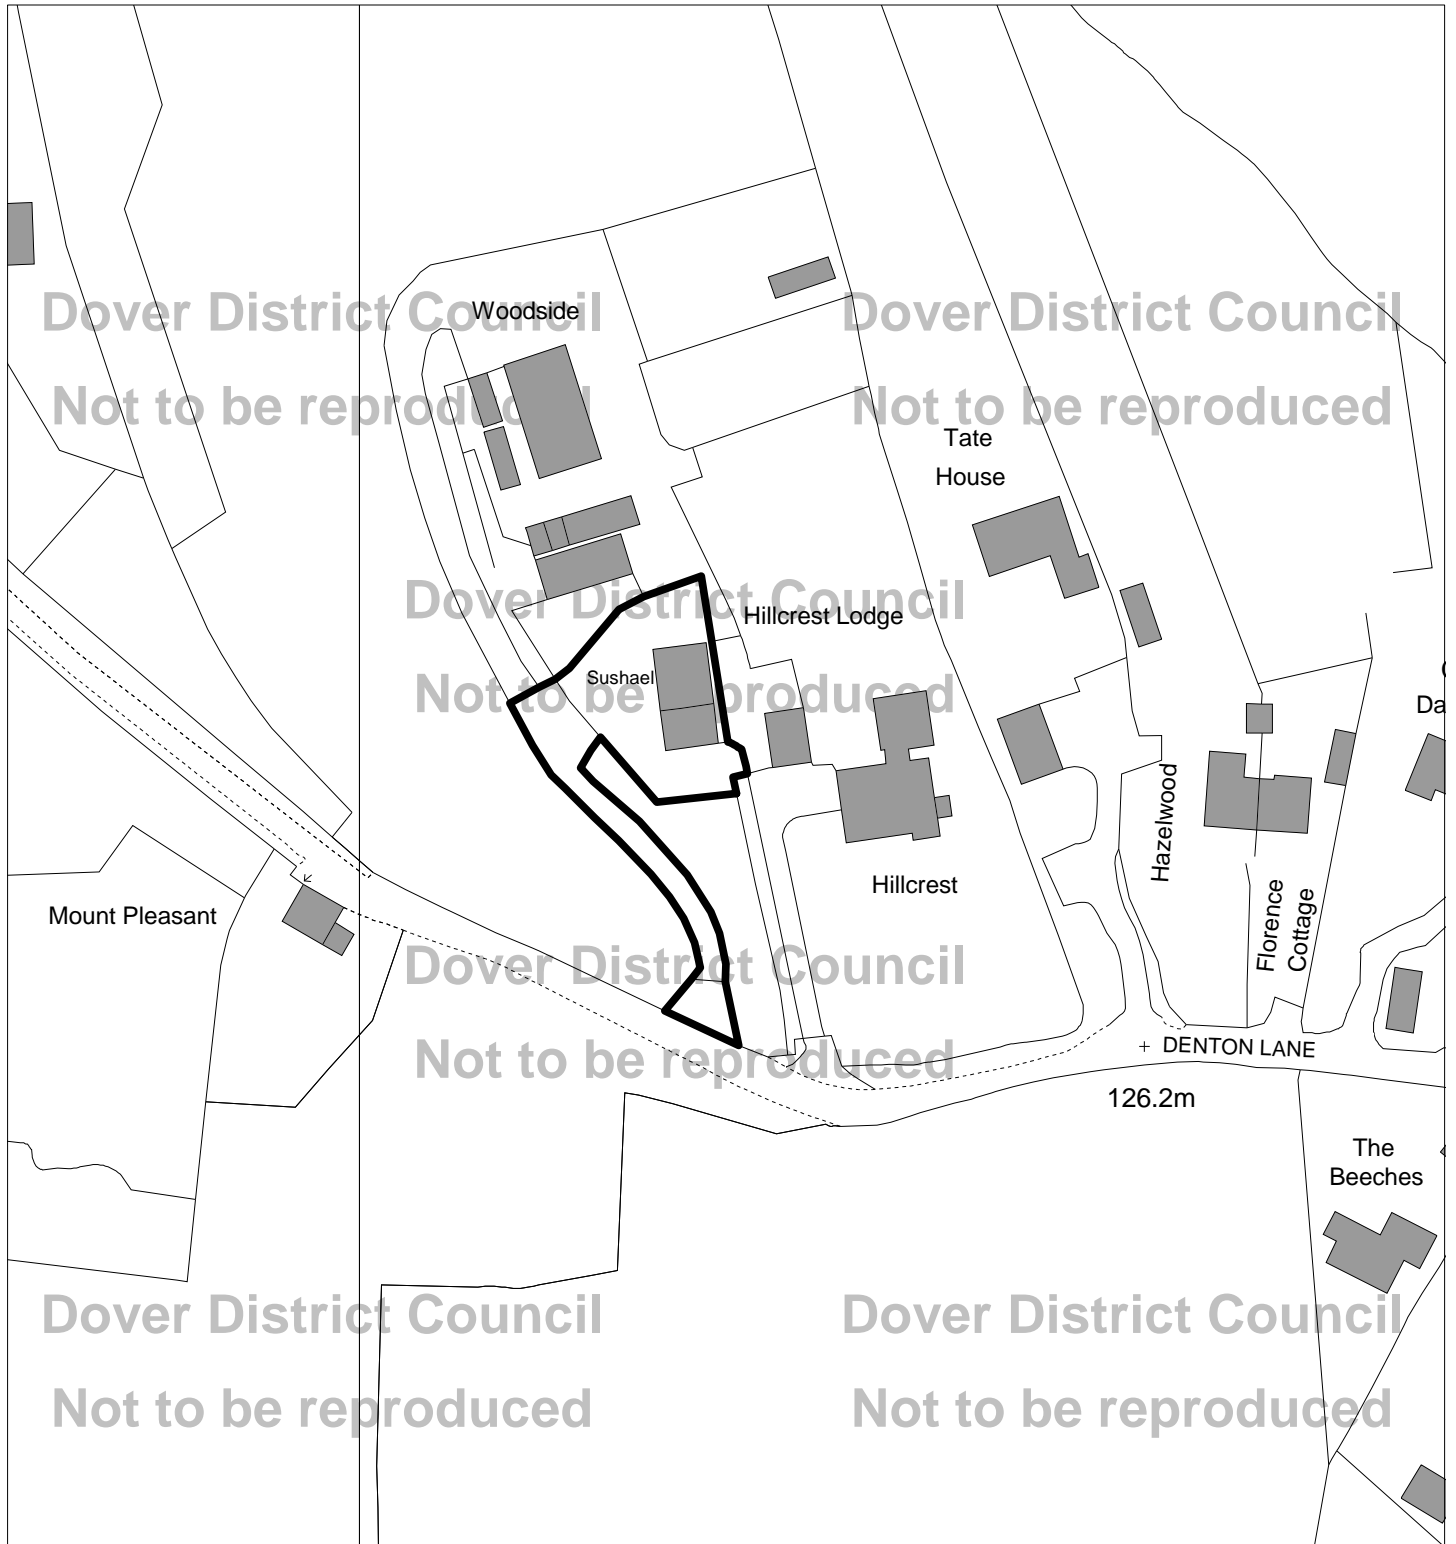 Dover District Council
Woodside
Dover District Council
Not to be reproduced
Not to be reproduced
Tate
House
Dover District Council
Hillcrest Lodge
Sushael
Not to be reproduced
Da
Hazelwood
Hillcrest
Mount Pleasant
Florence
Cottage
Dover District Council
Not to be reproduced
+ DENTON LANE
126.2m
The
Beeches
Dover District Council
Dover District Council
Not to be reproduced
Not to be reproduced